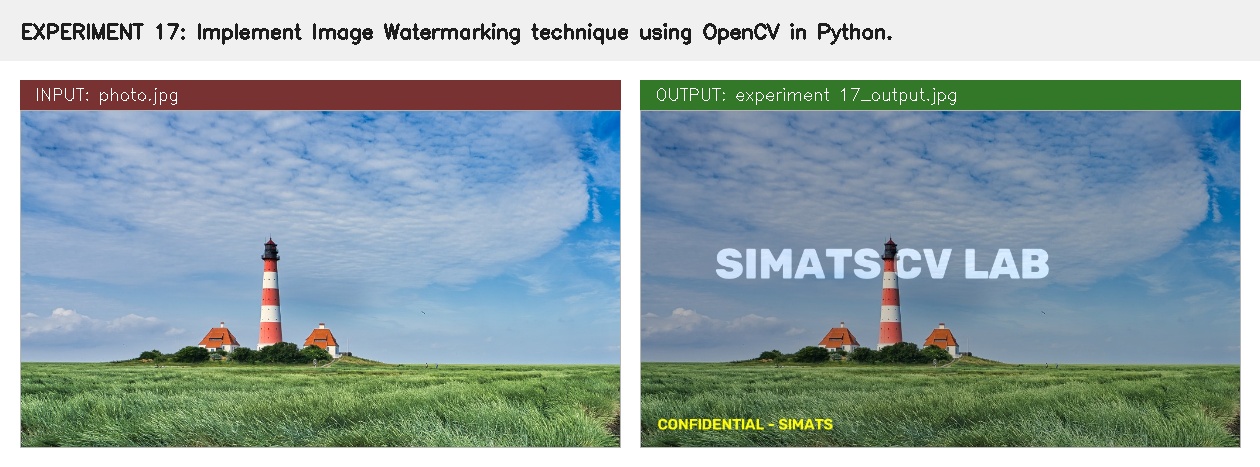 EXPERIMENT 17: Implement Image Watermarking technique using OpenCV in Python.
INPUT: photo.jpg
OUTPUT: experiment 17_output.jpg
SIMATS CV LAB
CONFIDENTIAL - SIMATS